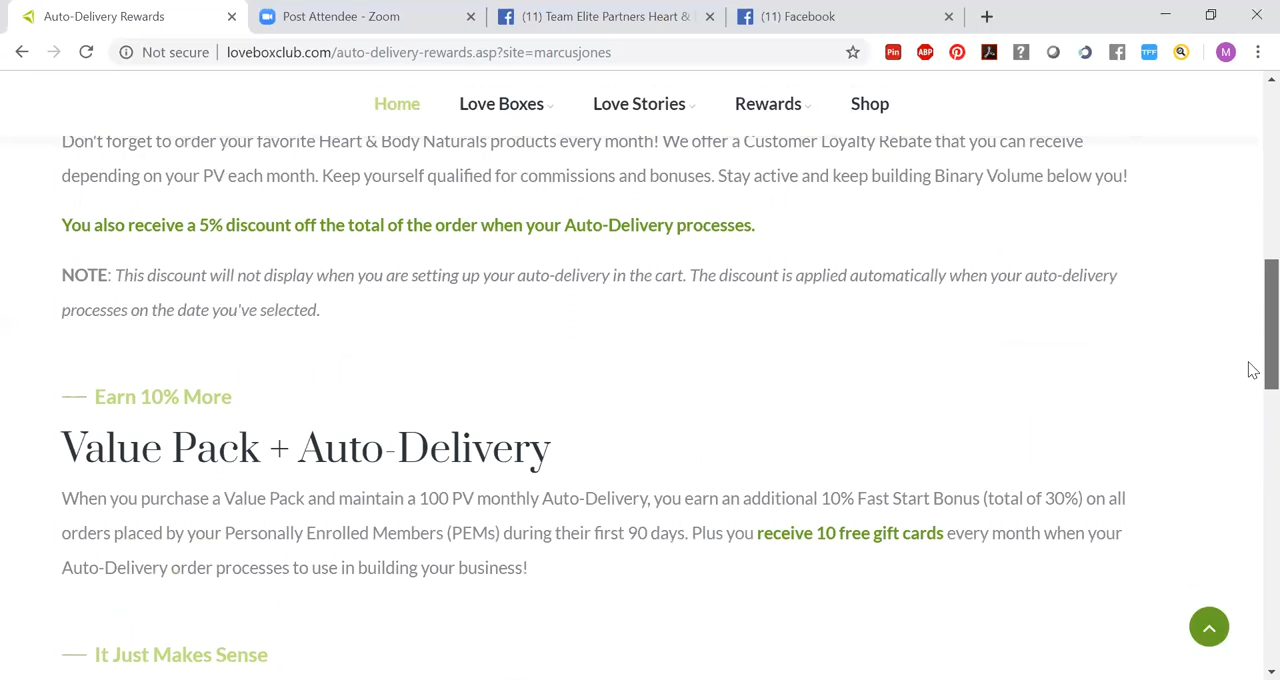 Auto-Delivery Rewards
Post Attendee - Zoom
(11) Team Elite Partners Heart &
(11) Facebook
Not secure
loveboxclub.com/auto-delivery-rewards.asp?site=marcusjones
Pin
ABP
TFF
M
Home
Love Boxes
Love Stories
Rewards
Shop
Don't forget to order your favorite Heart & Body Naturals products every month! We offer a Customer Loyalty Rebate that you can receive
depending on your PV each month. Keep yourself qualified for commissions and bonuses. Stay active and keep building Binary Volume below you!
You also receive a 5% discount off the total of the order when your Auto-Delivery processes.
NOTE: This discount will not display when you are setting up your auto-delivery in the cart. The discount is applied automatically when your auto-delivery
processes on the date you've selected.
Earn 10% More
Value Pack + Auto-Delivery
When you purchase a Value Pack and maintain a 100 PV monthly Auto-Delivery, you earn an additional 10% Fast Start Bonus (total of 30%) on all
orders placed by your Personally Enrolled Members (PEMs) during their first 90 days. Plus you receive 10 free gift cards every month when your
Auto-Delivery order processes to use in building your business!
It Just Makes Sense